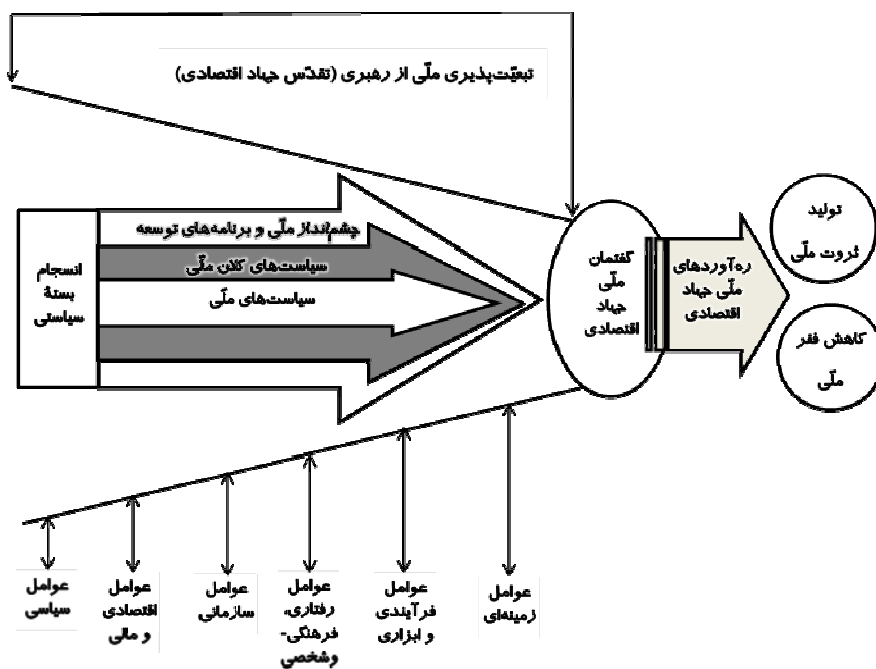 تبعیّت‌پذیری ملّی از رهبری (تقدّس جهاد اقتصادی)
چشم‌انداز ملّی و برنامه‌های توسعه
سیاست‌های کلان ملّی
سیاست‌های ملّی
انسجام
بستهٔ
سیاستی
گفتمان
ملّی
جهاد
اقتصادی
ره‌آوردهای
ملّی جهاد
اقتصادی
تولید
ثروت ملّی
کاهش فقر
ملّی
عوامل
زمینه‌ای
عوامل
فرآیندی
و ابزاری
عوامل
رفتاری،
فرهنگی-
وشخصی
عوامل
سازمانی
عوامل
اقتصادی
و مالی
عوامل
سیاسی